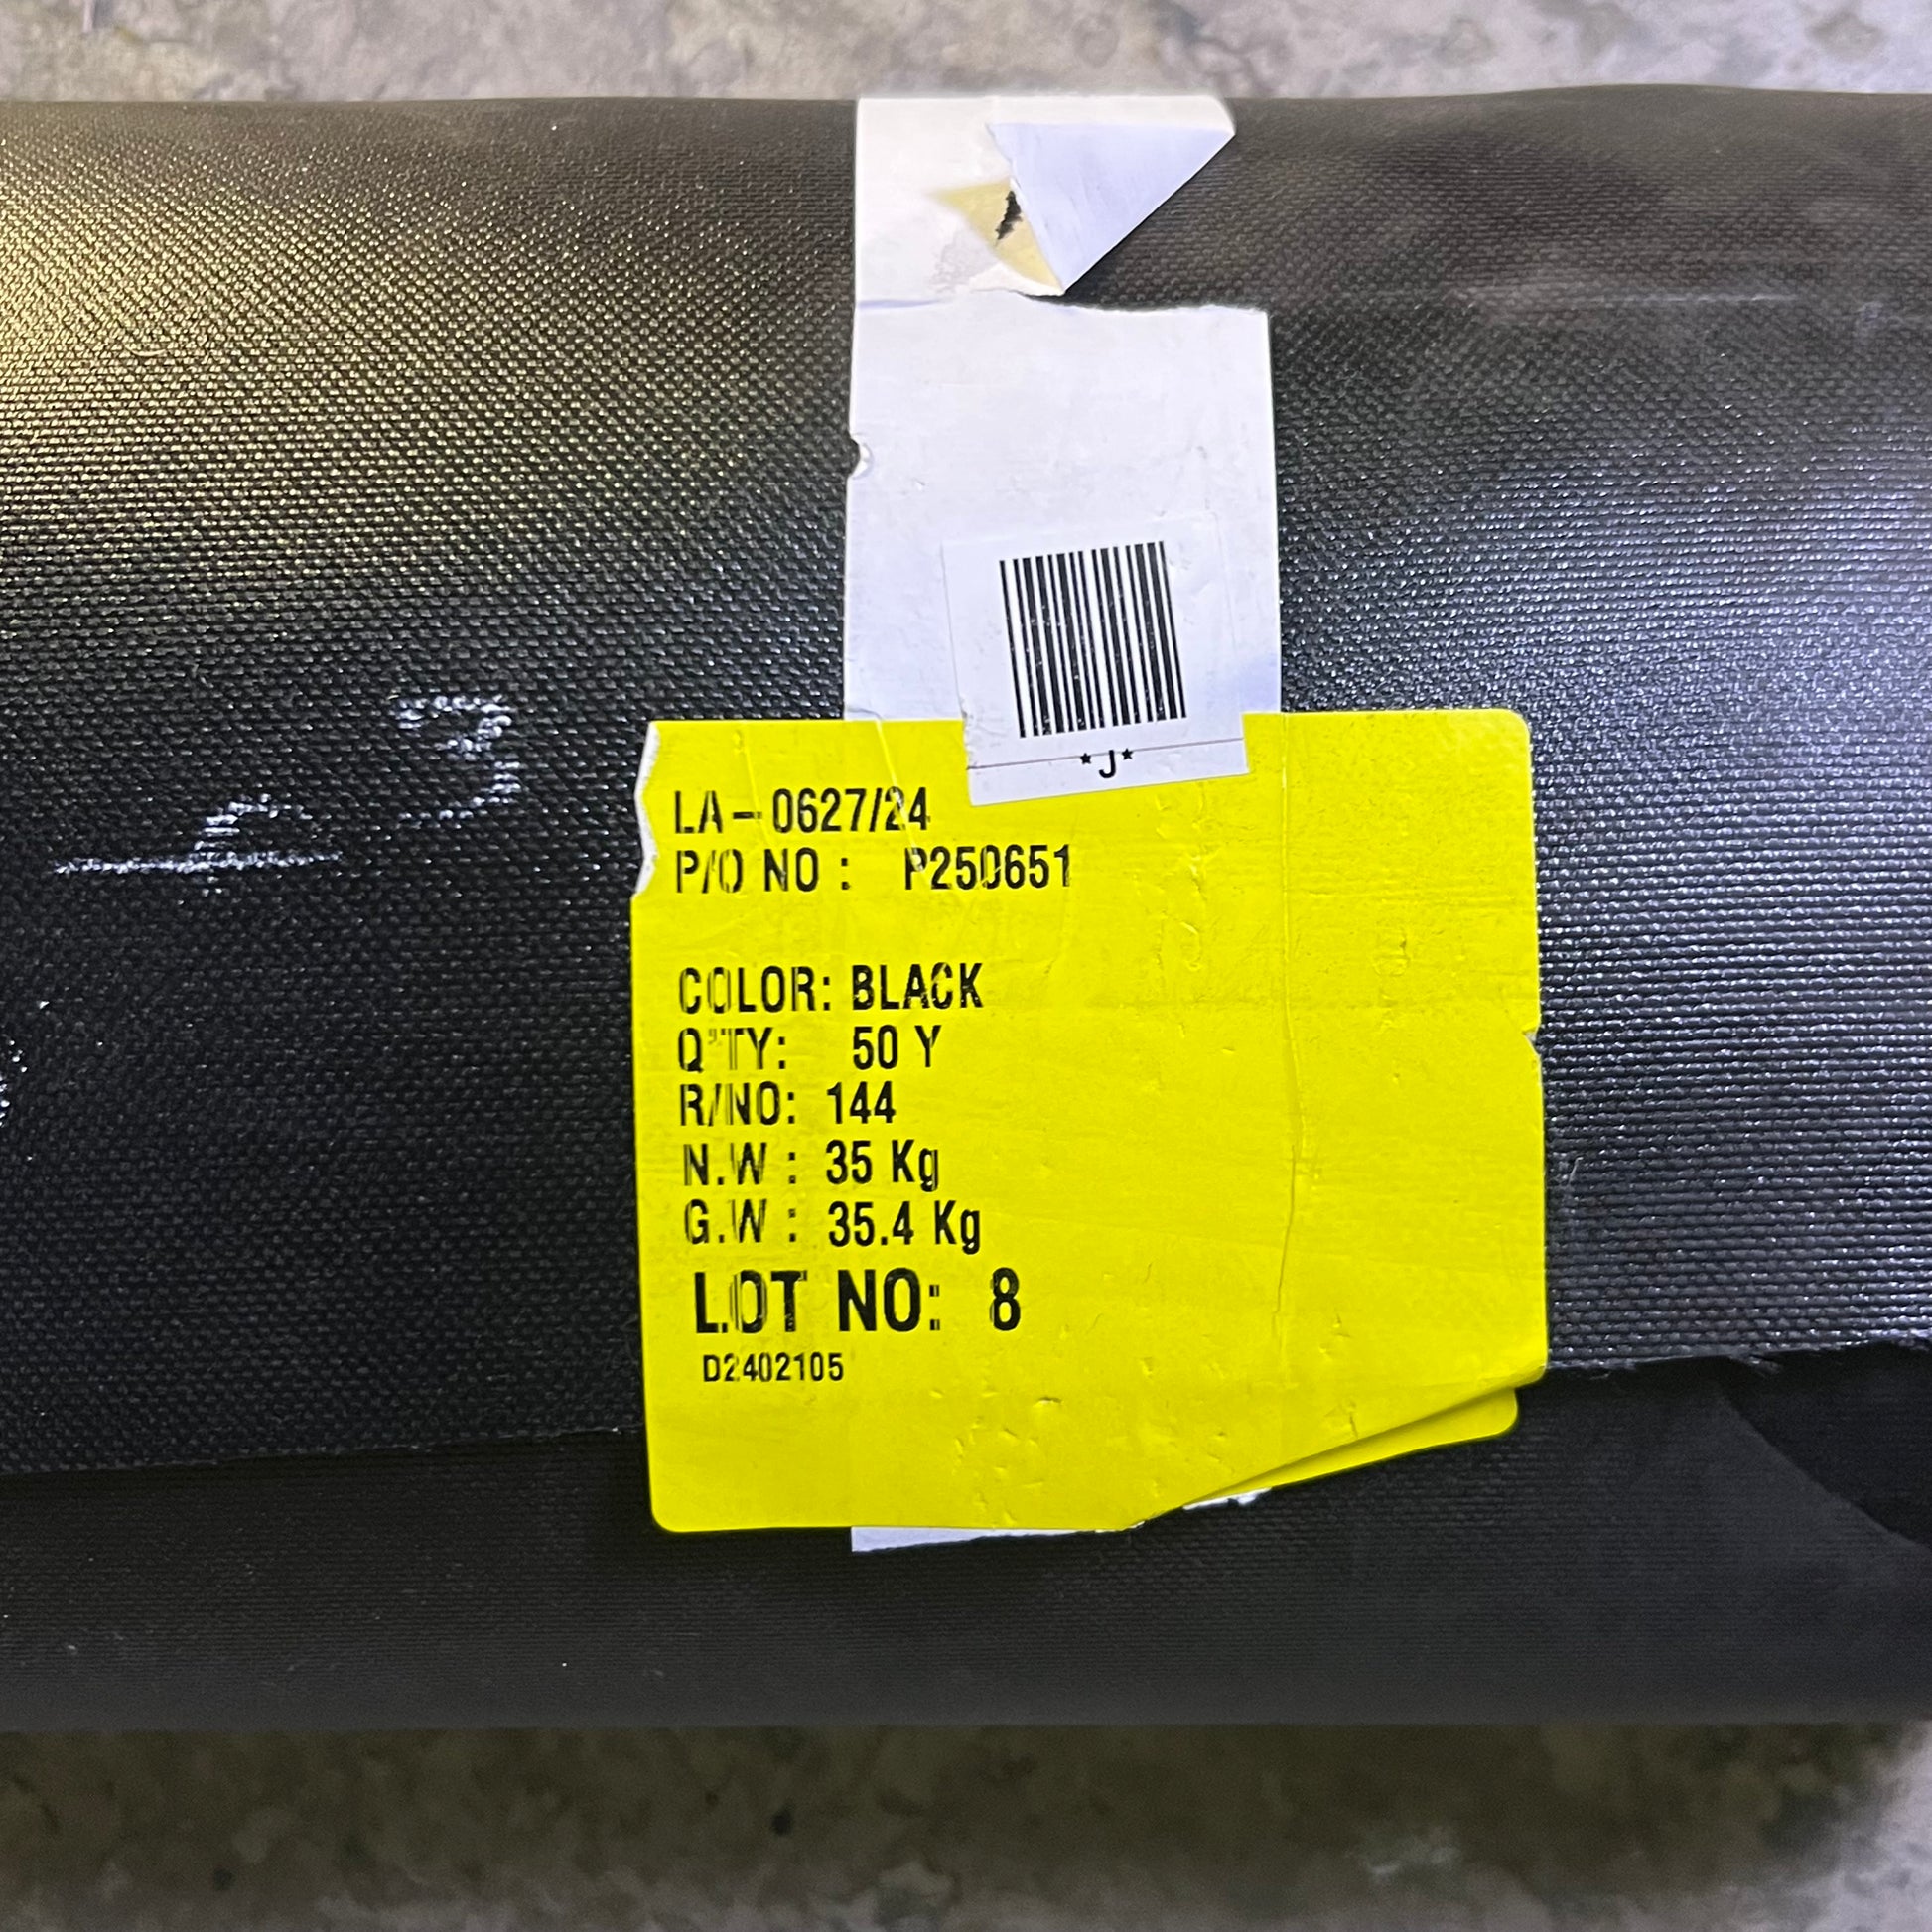 *J*
LA-0627/24
P/O NO : P250651
COLOR: BLACK
Q'TY: 50 Y
R/NO: 144
N.W : 35 Kg
G.W : 35.4 Kg
LOT NO: 8
D2402105